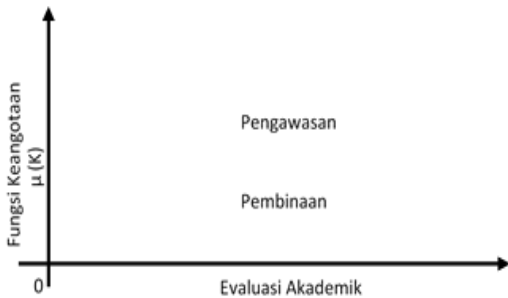 Fungsi Keangotaan
μ (K)
Pengawasan
Pembinaan
0
Evaluasi Akademik